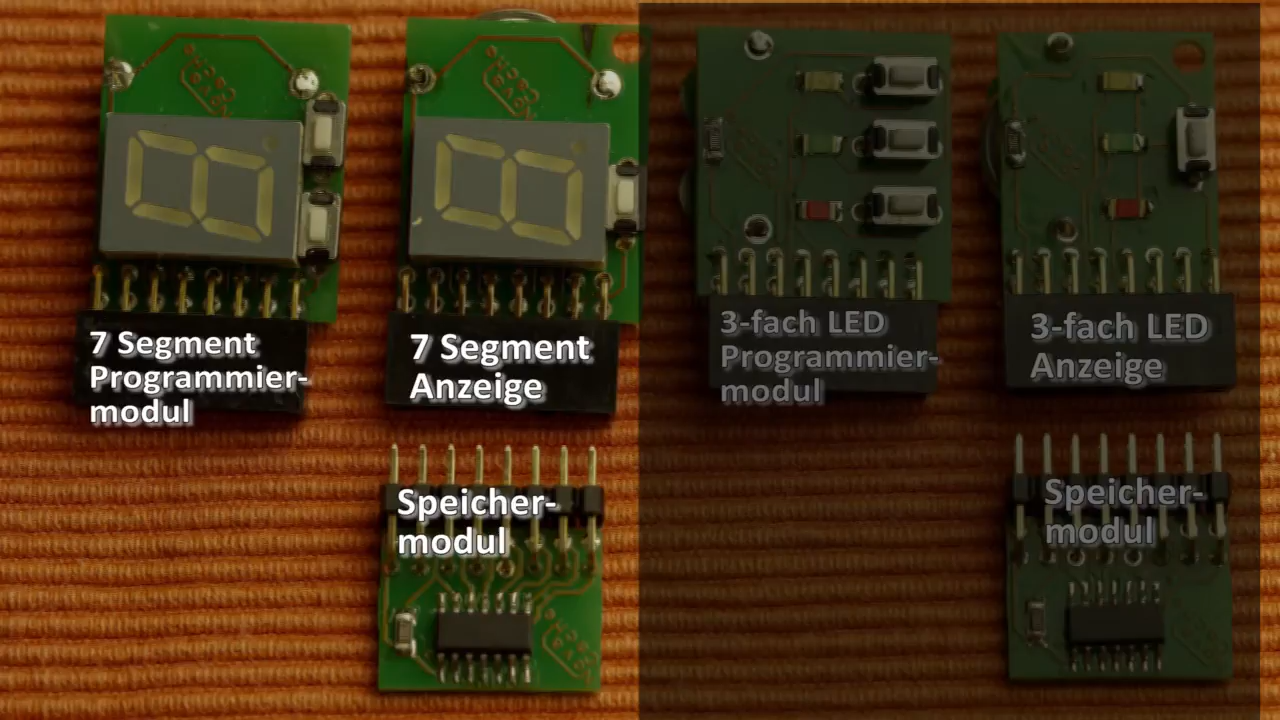 7 Segment
Programmier-
modul
7 Segment
Anzeige
3-fach LED
Programmier-
modul
3-fach LED
Anzeige
Speicher-
modul
Speicher-
modul